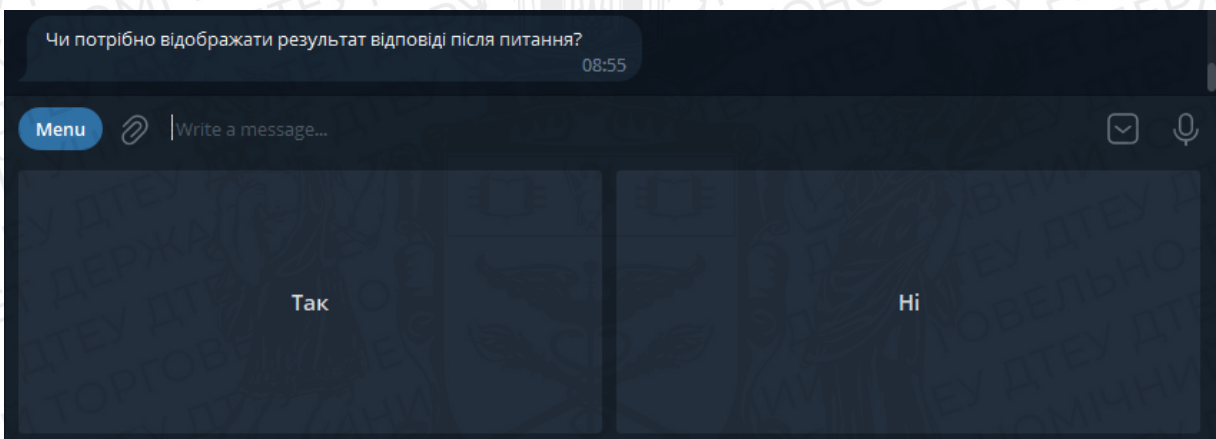 Чи потрібно відображати результат відповіді після питання?
08:55
Menu
Write a message...
Так
Ні